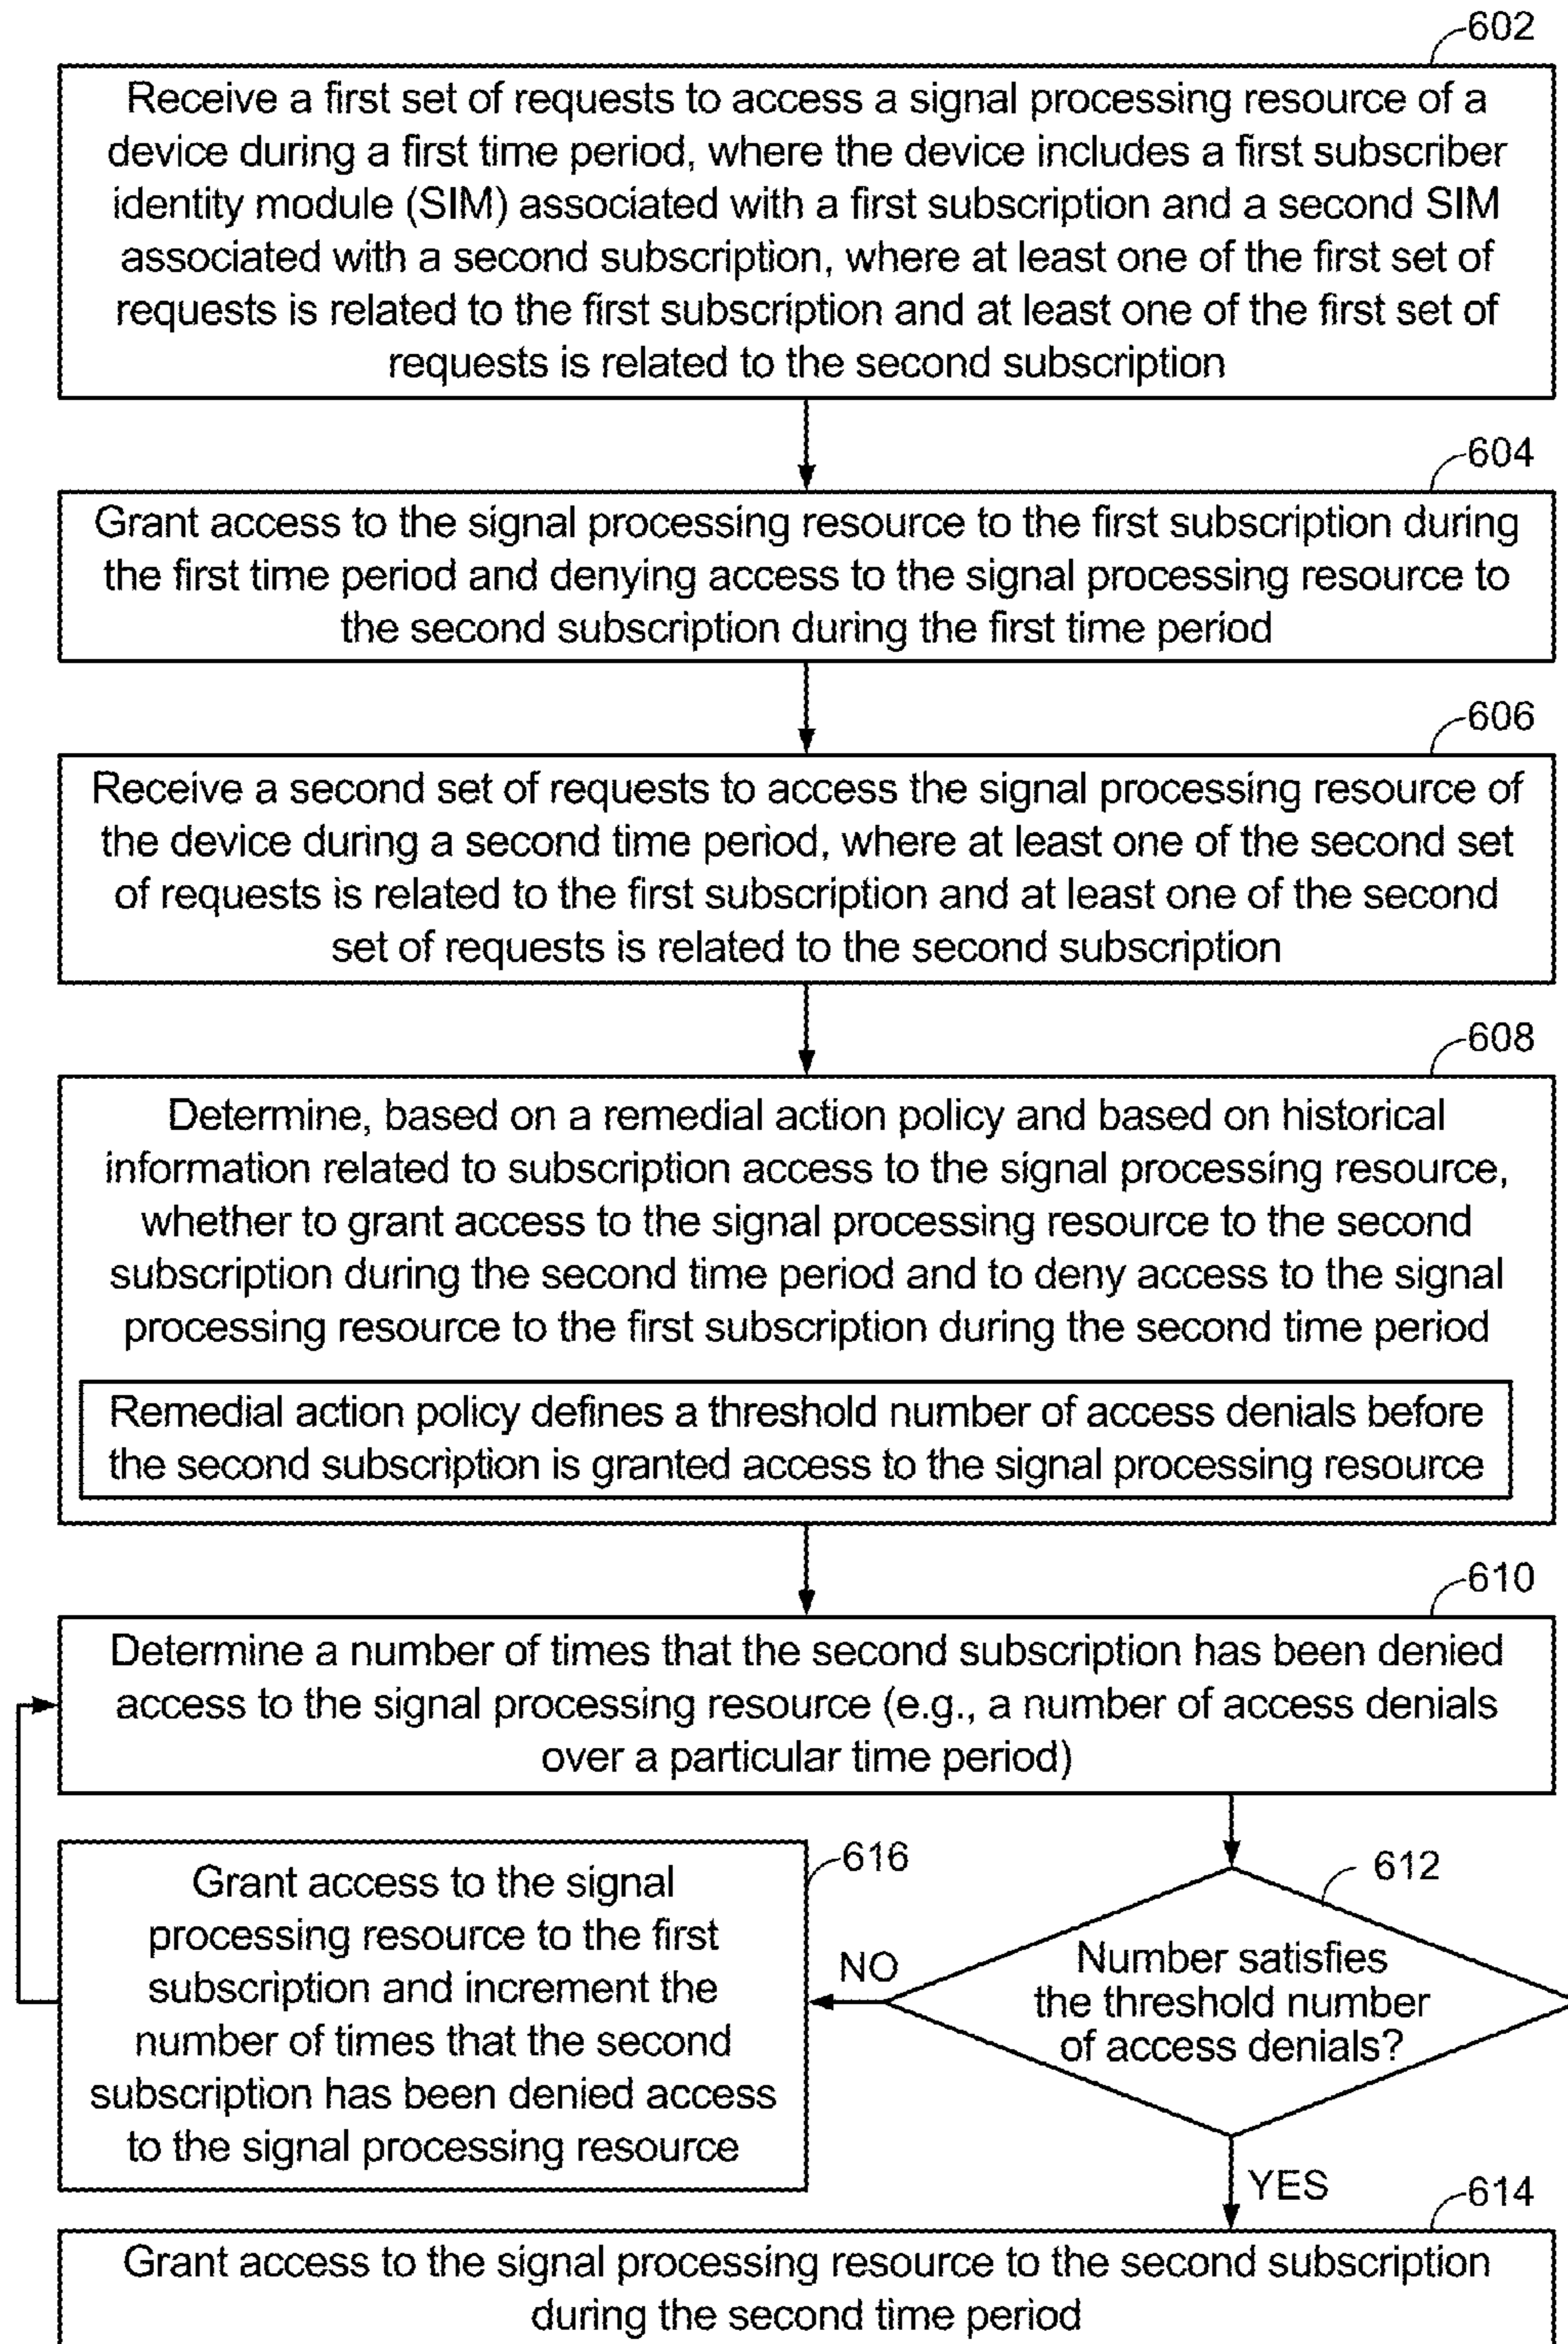 602
Receive a first set of requests to access a signal processing resource of a
device during a first time period, where the device includes a first subscriber
identity module (SIM) associated with a first subscription and a second SIM
associated with a second subscription, where at least one of the first set of
requests is related to the first subscription and at least one of the first set of
requests is related to the second subscription
604
Grant access to the signal processing resource to the first subscription during
the first time period and denying access to the signal processing resource to
the second subscription during the first time period
606
Receive a second set of requests to access the signal processing resource of
the device during a second time period, where at least one of the second set
of requests is related to the first subscription and at least one of the second
set of requests is related to the second subscription
608
Determine, based on a remedial action policy and based on historical
information related to subscription access to the signal processing resource,
whether to grant access to the signal processing resource to the second
subscription during the second time period and to deny access to the signal
processing resource to the first subscription during the second time period
Remedial action policy defines a threshold number of access denials before
the second subscription is granted access to the signal processing resource
610
Determine a number of times that the second subscription has been denied
access to the signal processing resource (e.g., a number of access denials
over a particular time period)
616
Grant access to the signal
processing resource to the first
subscription and increment the
number of times that the second
subscription has been denied access
to the signal processing resource
NO
612
Number satisfies
the threshold number
of access denials?
YES
614
Grant access to the signal processing resource to the second subscription
during the second time period